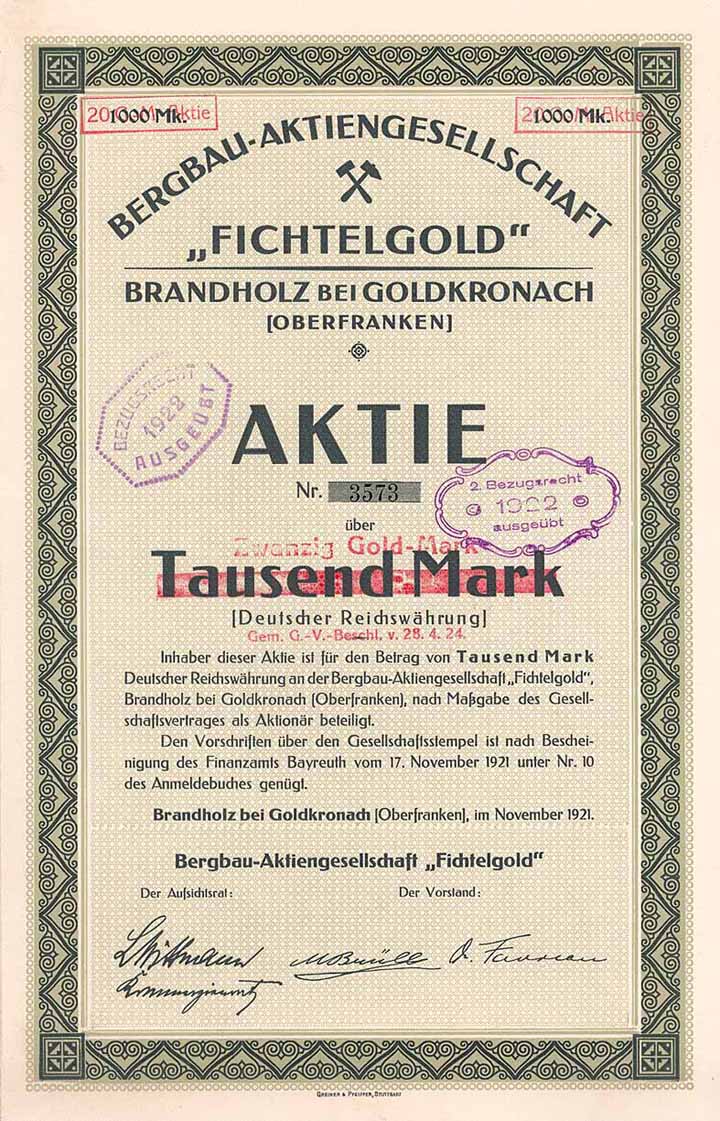 20 G.-M. Aktie
1000 Mk.
20 G.-M. Aktie
1000 Mk.
BERGBAU-AKTIENGESELLSCHAFT
„FICHTELGOLD“
BRANDHOLZ BEI GOLDKRONACH
[OBERFRANKEN]
BEZUGSRECHT
1922
AUSGEÜBT
AKTIE
Nr. 3573
2. Bezugsrecht
1922
ausgeübt
über
Zwanzig Gold-Mark
Tausend Mark
[Deutscher Reichswährung]
Gem. G.-V.-Beschl. v. 28. 4. 24.
Inhaber dieser Aktie ist für den Betrag von Tausend Mark
Deutscher Reichswährung an der Bergbau-Aktiengesellschaft „Fichtelgold“,
Brandholz bei Goldkronach [Oberfranken], nach Maßgabe des Gesell-
schaftsvertrages als Aktionär beteiligt.
Den Vorschriften über den Gesellschaftsstempel ist nach Beschei-
nigung des Finanzamts Bayreuth vom 17. November 1921 unter Nr. 10
des Anmeldebuches genügt.
Brandholz bei Goldkronach [Oberfranken], im November 1921.
Bergbau-Aktiengesellschaft „Fichtelgold“
Der Aufsichtsrat: Der Vorstand:
GREINER & PFEIFFER, STUTTGART